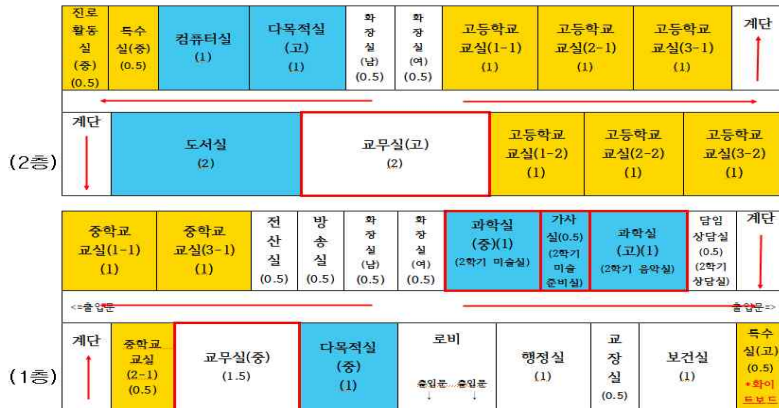 진로
활동
실
(중)
(0.5)
특수
실(중)
(0.5)
컴퓨터실
(1)
다목적실
(고)
(1)
화
장
실
(남)
(0.5)
화
장
실
(여)
(0.5)
고등학교
교실(1-1)
(1)
고등학교
교실(2-1)
(1)
고등학교
교실(3-1)
(1)
계단
(2층)
계단
도서실
(2)
교무실(고)
(2)
고등학교
교실(1-2)
(1)
고등학교
교실(2-2)
(1)
고등학교
교실(3-2)
(1)
중학교
교실(1-1)
(1)
중학교
교실(3-1)
(1)
전
산
실
(0.5)
방
송
실
(0.5)
화
장
실
(남)
(0.5)
화
장
실
(여)
(0.5)
과학실
(중)(1)
(2학기 미술실)
가사
실(0.5)
(2학기
미술
준비실)
과학실
(고)(1)
(2학기 음악실)
담임
상담실
(0.5)
(2학기
상담실)
계단
<=출입문
출입문=>
(1층)
계단
중학교
교실
(2-1)
(0.5)
교무실(중)
(1.5)
다목적실
(중)
(1)
로비
출입문...출입문
↓ ↓
행정실
(1)
교
장
실
(0.5)
보건실
(1)
특수
실(고)
(0.5)
*화이
트보드